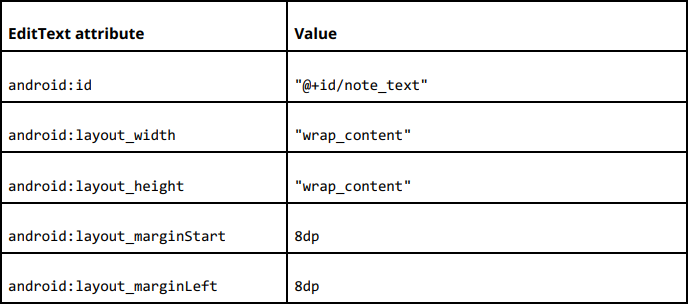 EditText attribute Value
android:id "@+id/note_text"
android:layout_width "wrap_content"
android:layout_height "wrap_content"
android:layout_marginStart 8dp
android:layout_marginLeft 8dp